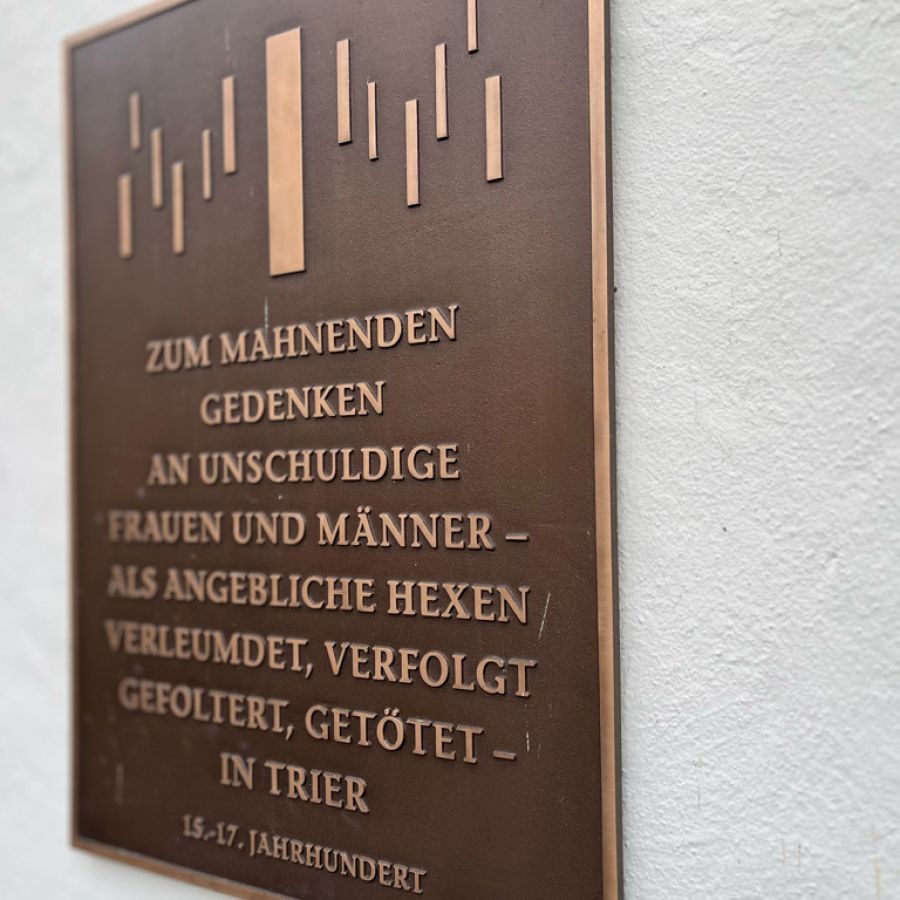 ZUM MAHNENDEN
GEDENKEN
AN UNSCHULDIGE
FRAUEN UND MÄNNER –
ALS ANGEBLICHE HEXEN
VERLEUMDET, VERFOLGT
GEFOLTERT, GETÖTET –
IN TRIER
15.-17. JAHRHUNDERT